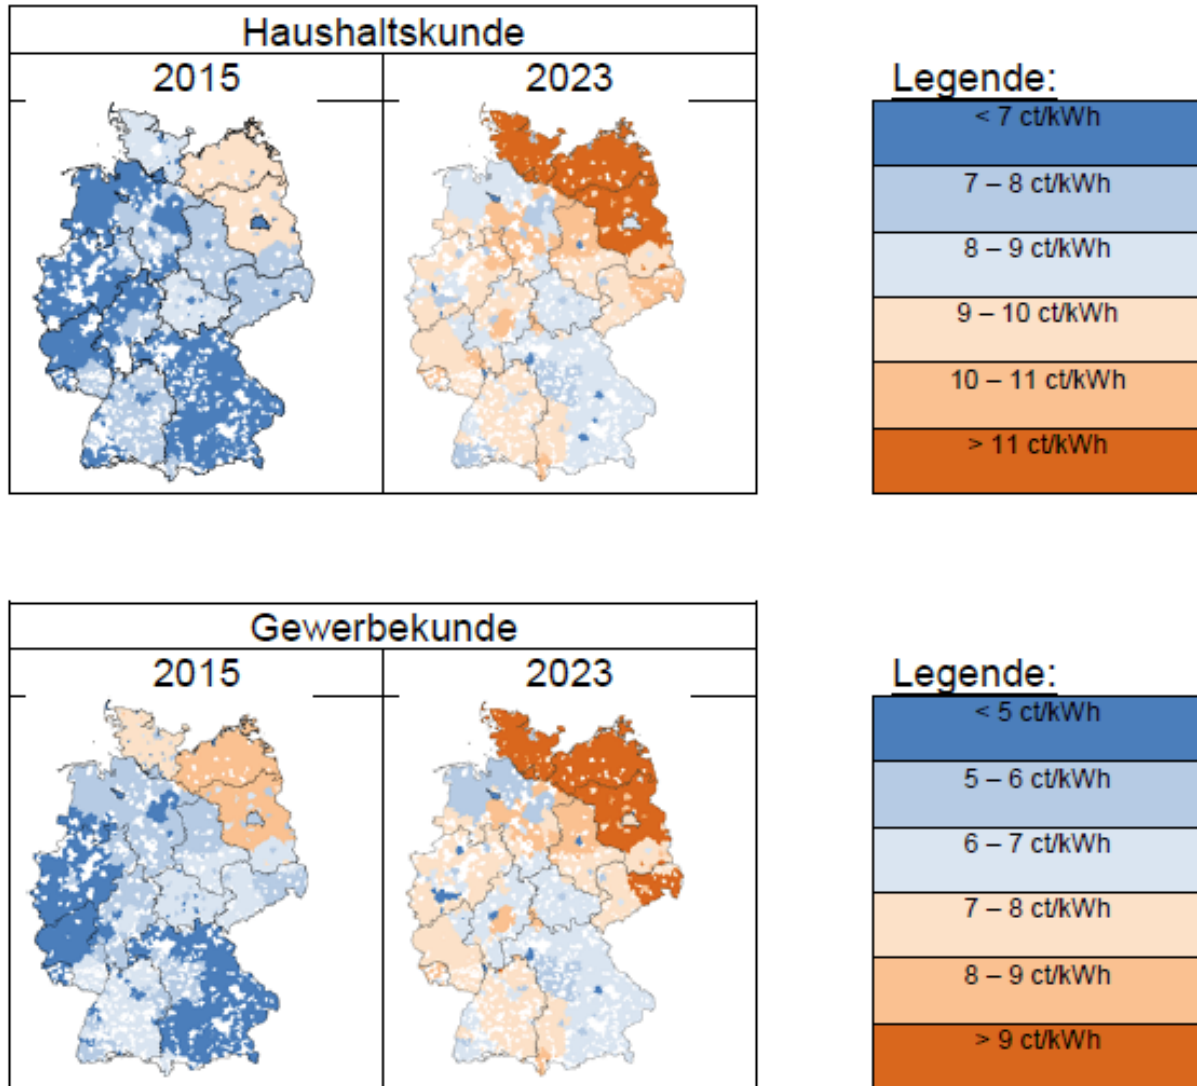 Haushaltskunde
2015
2023
Legende:
< 7 ct/kWh
7 – 8 ct/kWh
8 – 9 ct/kWh
9 – 10 ct/kWh
10 – 11 ct/kWh
> 11 ct/kWh
Gewerbekunde
2015
2023
Legende:
< 5 ct/kWh
5 – 6 ct/kWh
6 – 7 ct/kWh
7 – 8 ct/kWh
8 – 9 ct/kWh
> 9 ct/kWh